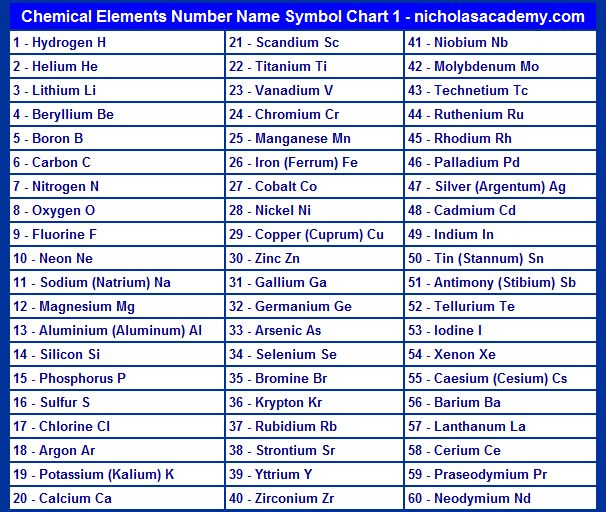 Chemical Elements Number Name Symbol Chart 1 - nicholasacademy.com
1 - Hydrogen H
2 - Helium He
3 - Lithium Li
4 - Beryllium Be
5 - Boron B
6 - Carbon C
7 - Nitrogen N
8 - Oxygen O
9 - Fluorine F
10 - Neon Ne
11 - Sodium (Natrium) Na
12 - Magnesium Mg
13 - Aluminium (Aluminum) Al
14 - Silicon Si
15 - Phosphorus P
16 - Sulfur S
17 - Chlorine Cl
18 - Argon Ar
19 - Potassium (Kalium) K
20 - Calcium Ca
21 - Scandium Sc
22 - Titanium Ti
23 - Vanadium V
24 - Chromium Cr
25 - Manganese Mn
26 - Iron (Ferrum) Fe
27 - Cobalt Co
28 - Nickel Ni
29 - Copper (Cuprum) Cu
30 - Zinc Zn
31 - Gallium Ga
32 - Germanium Ge
33 - Arsenic As
34 - Selenium Se
35 - Bromine Br
36 - Krypton Kr
37 - Rubidium Rb
38 - Strontium Sr
39 - Yttrium Y
40 - Zirconium Zr
41 - Niobium Nb
42 - Molybdenum Mo
43 - Technetium Tc
44 - Ruthenium Ru
45 - Rhodium Rh
46 - Palladium Pd
47 - Silver (Argentum) Ag
48 - Cadmium Cd
49 - Indium In
50 - Tin (Stannum) Sn
51 - Antimony (Stibium) Sb
52 - Tellurium Te
53 - Iodine I
54 - Xenon Xe
55 - Caesium (Cesium) Cs
56 - Barium Ba
57 - Lanthanum La
58 - Cerium Ce
59 - Praseodymium Pr
60 - Neodymium Nd